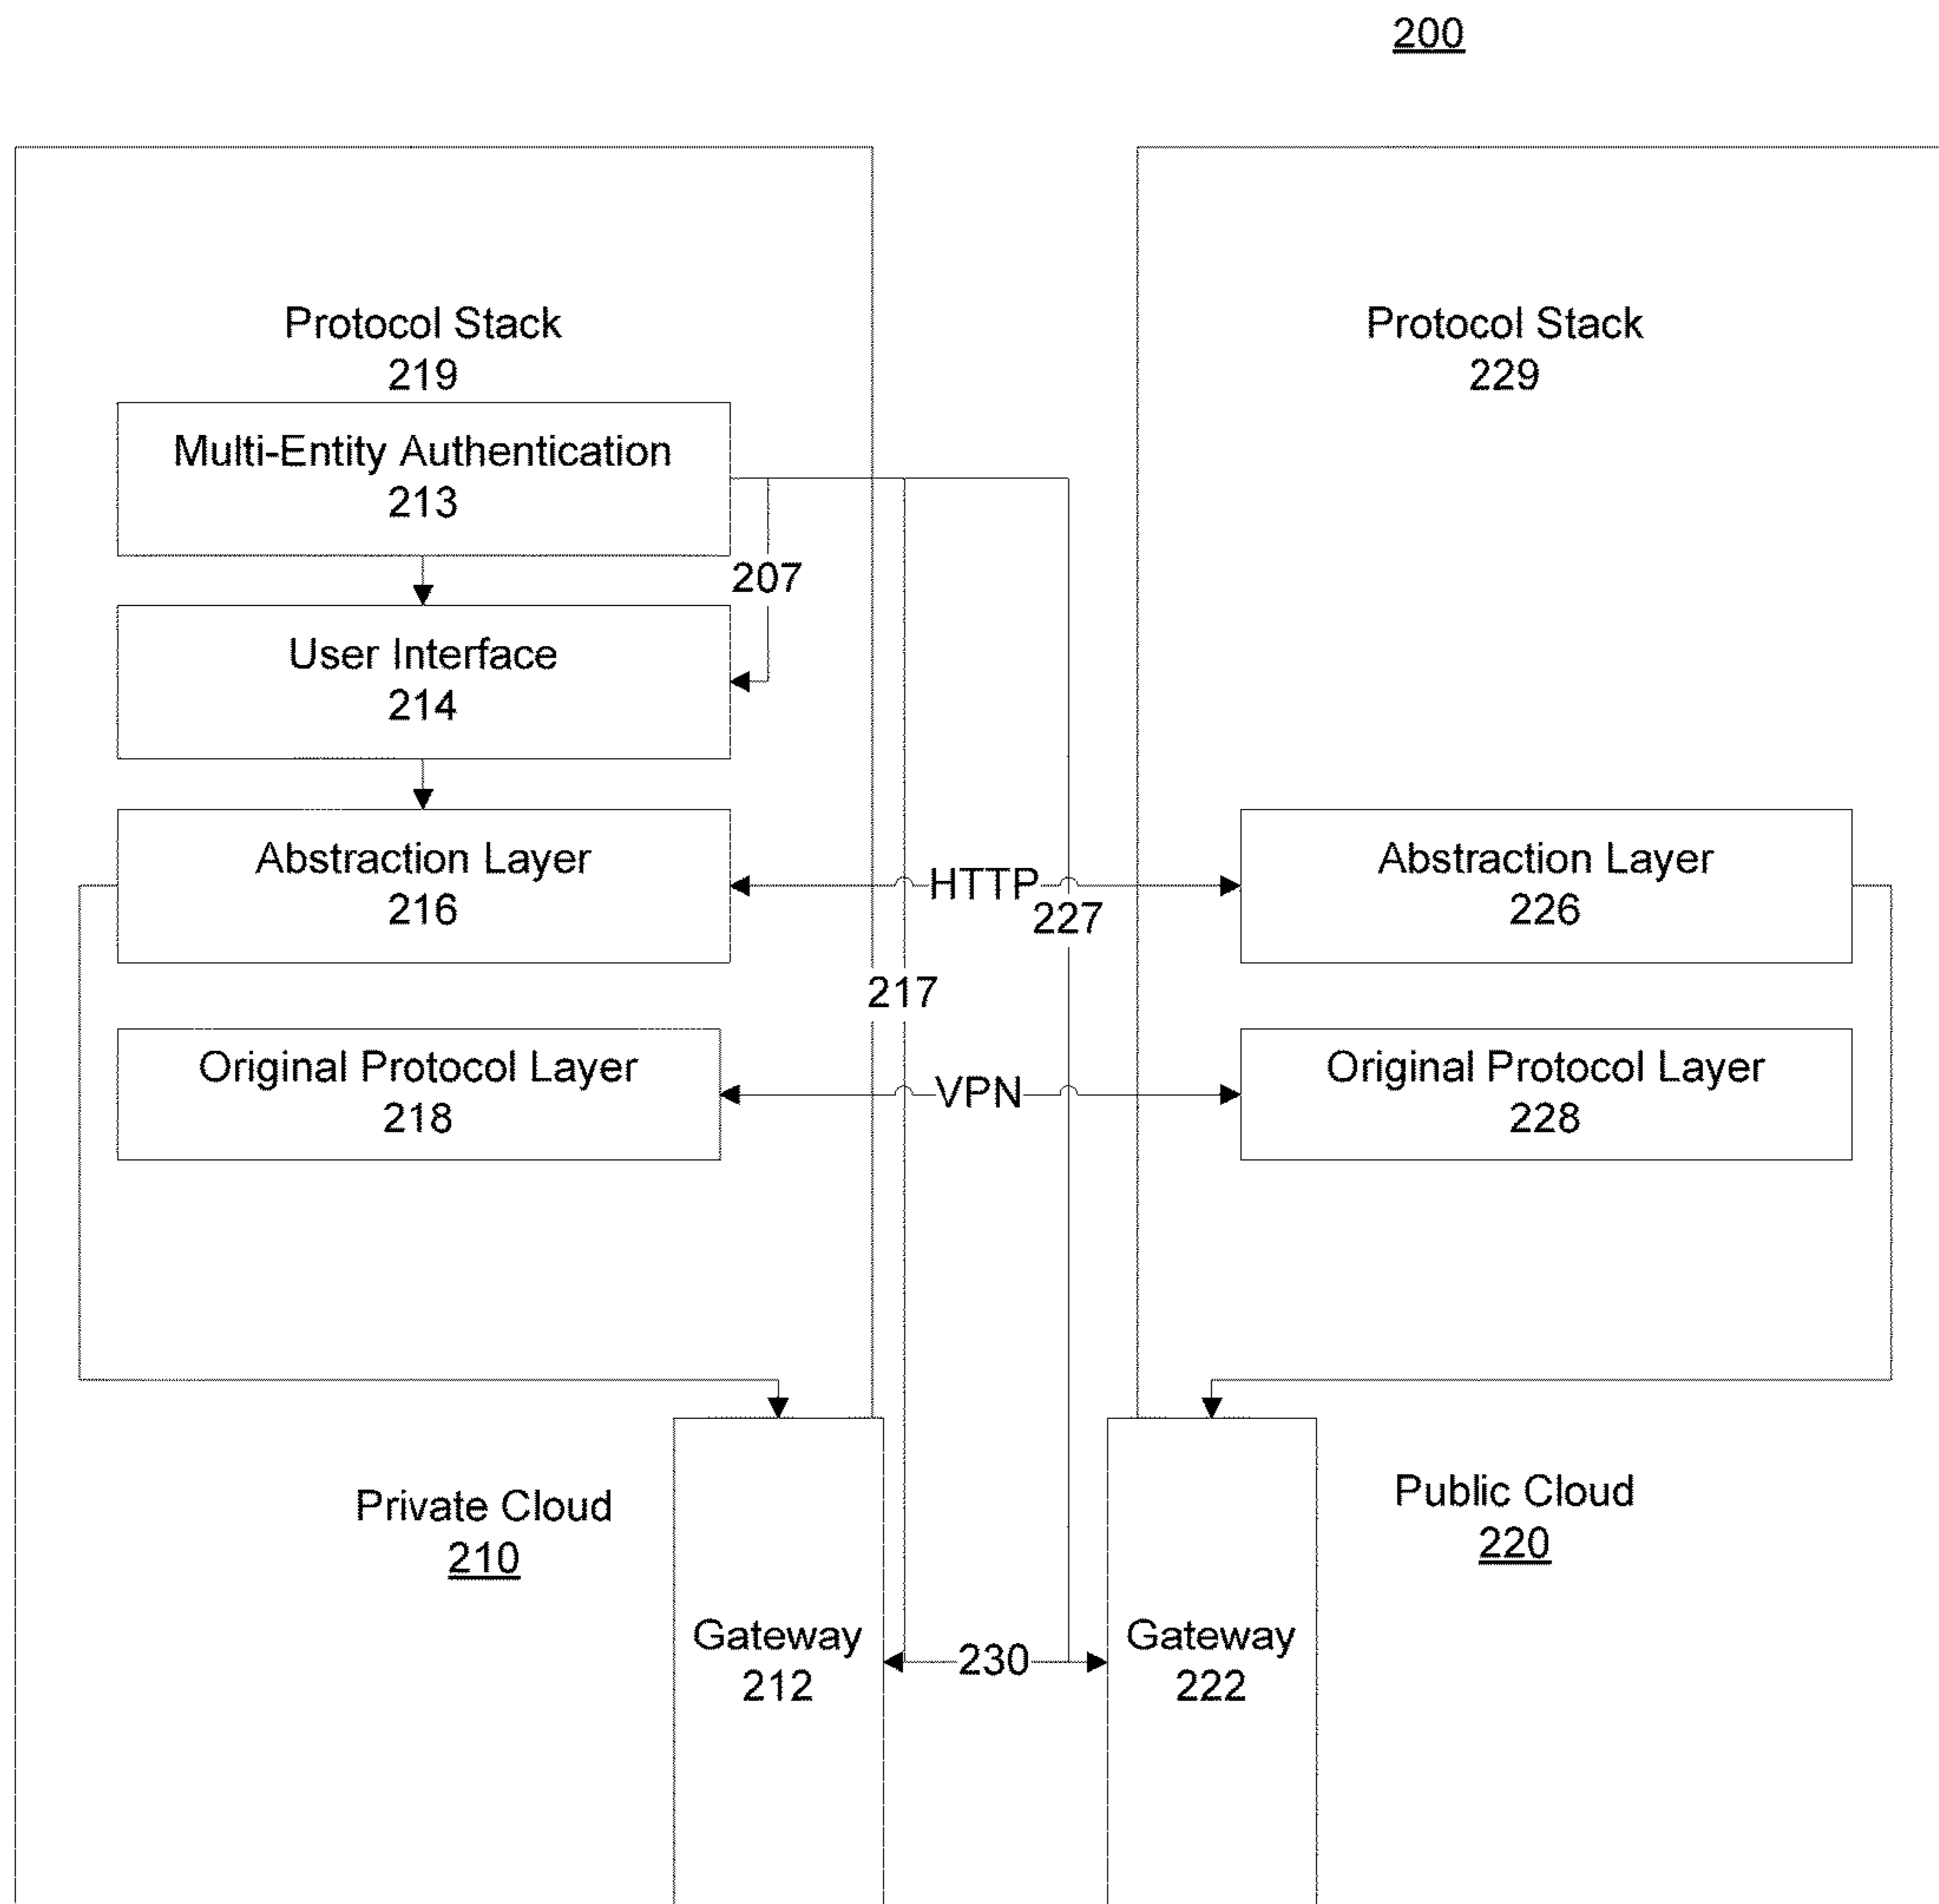 200
Protocol Stack
219
Protocol Stack
229
Multi-Entity Authentication
213
207
User Interface
214
Abstraction Layer
216
HTTP
227
Abstraction Layer
226
217
Original Protocol Layer
218
VPN
Original Protocol Layer
228
Private Cloud
210
Public Cloud
220
Gateway
212
230
Gateway
222